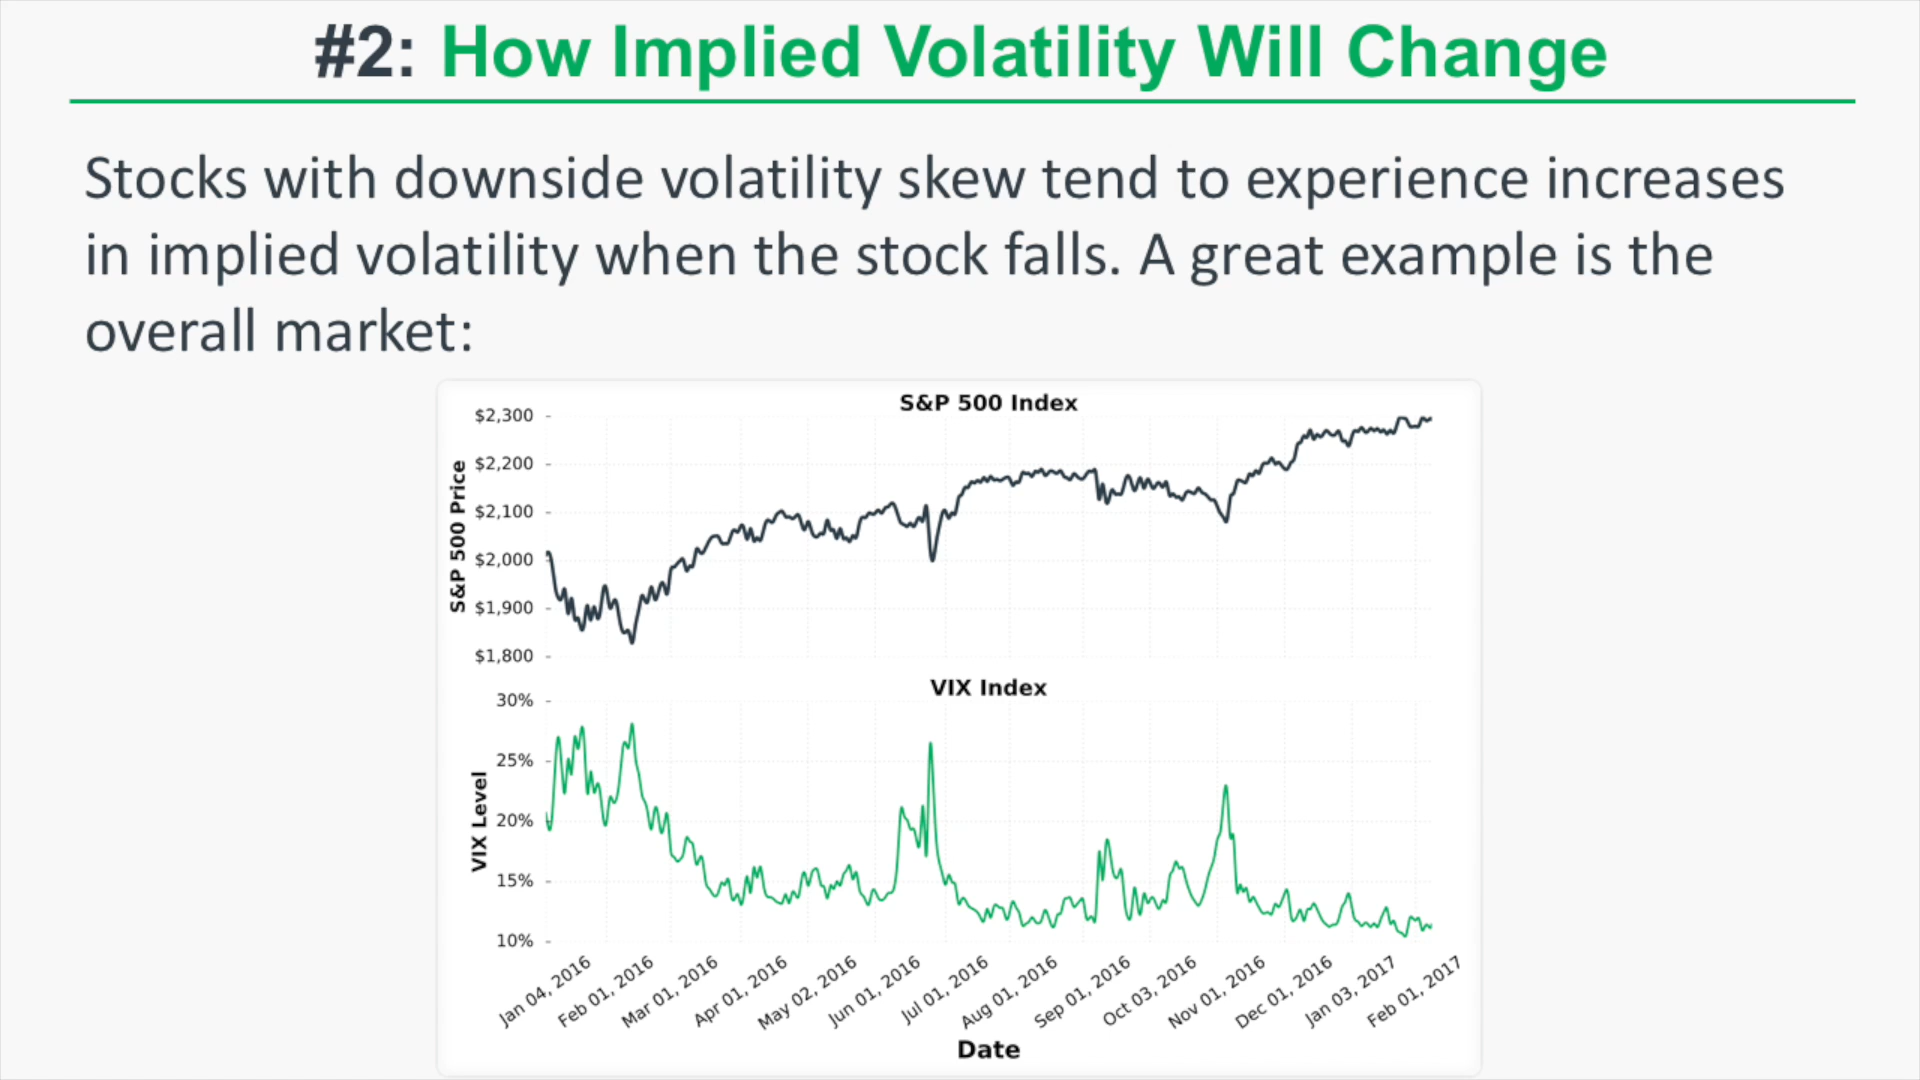 #2: How Implied Volatility Will Change
Stocks with downside volatility skew tend to experience increases
in implied volatility when the stock falls. A great example is the
overall market:
S&P 500 Index
S&P 500 Price
$2,300
$2,200
$2,100
$2,000
$1,900
$1,800
VIX Index
VIX Level
30%
25%
20%
15%
10%
Jan 04, 2016
Feb 01, 2016
Mar 01, 2016
Apr 01, 2016
May 02, 2016
Jun 01, 2016
Jul 01, 2016
Aug 01, 2016
Sep 01, 2016
Oct 03, 2016
Nov 01, 2016
Dec 01, 2016
Jan 03, 2017
Feb 01, 2017
Date